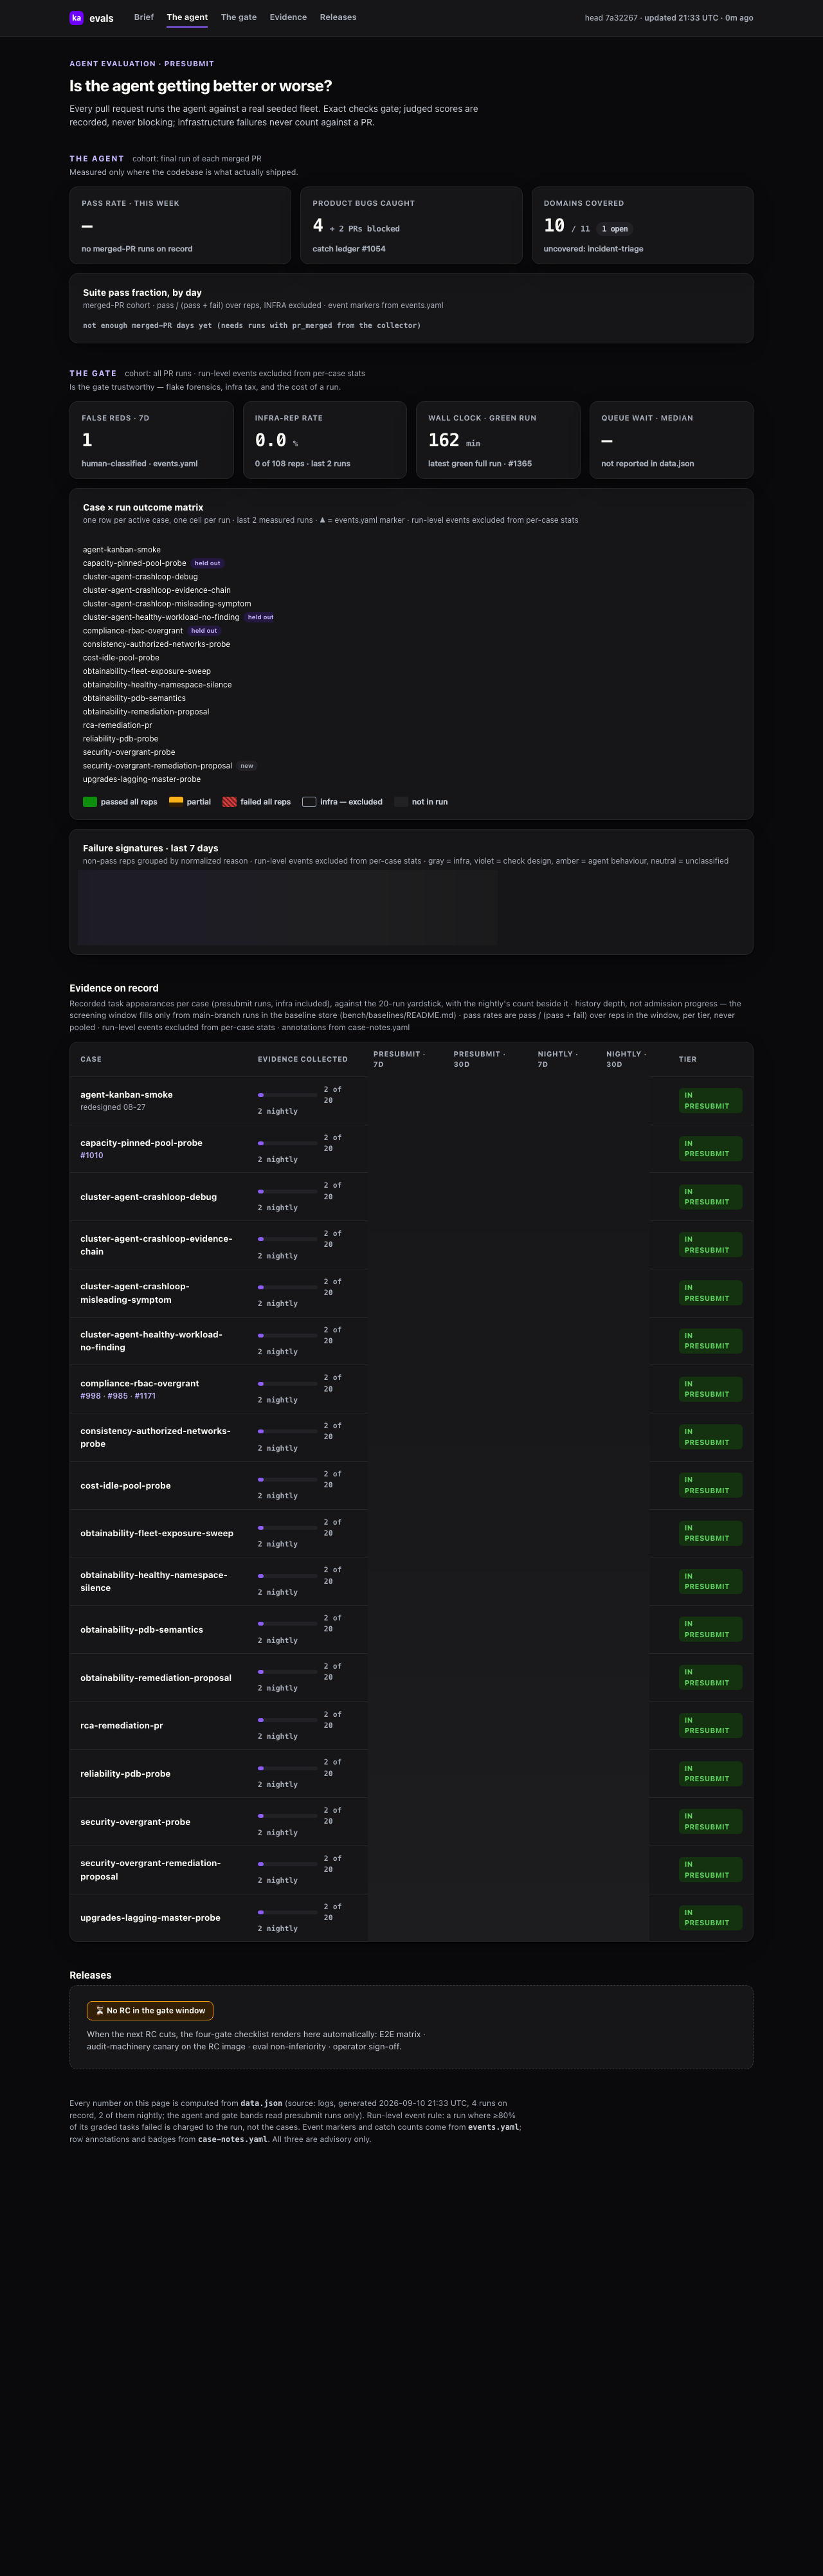 ka evals Brief The agent The gate Evidence Releases head 7a32267 · updated 21:33 UTC · 0m ago
AGENT EVALUATION · PRESUBMIT
Is the agent getting better or worse?
Every pull request runs the agent against a real seeded fleet. Exact checks gate; judged scores are
recorded, never blocking; infrastructure failures never count against a PR.
THE AGENT cohort: final run of each merged PR
Measured only where the codebase is what actually shipped.
PASS RATE · THIS WEEK
—
no merged-PR runs on record
PRODUCT BUGS CAUGHT
4 + 2 PRs blocked
catch ledger #1054
DOMAINS COVERED
10 / 11 1 open
uncovered: incident-triage
Suite pass fraction, by day
merged-PR cohort · pass / (pass + fail) over reps, INFRA excluded · event markers from events.yaml
not enough merged-PR days yet (needs runs with pr_merged from the collector)
THE GATE cohort: all PR runs · run-level events excluded from per-case stats
Is the gate trustworthy — flake forensics, infra tax, and the cost of a run.
FALSE REDS · 7D
1
human-classified · events.yaml
INFRA-REP RATE
0.0 %
0 of 108 reps · last 2 runs
WALL CLOCK · GREEN RUN
162 min
latest green full run · #1365
QUEUE WAIT · MEDIAN
—
not reported in data.json
Case × run outcome matrix
one row per active case, one cell per run · last 2 measured runs · ▲ = events.yaml marker · run-level events excluded from per-case stats
agent-kanban-smoke
capacity-pinned-pool-probe held out
cluster-agent-crashloop-debug
cluster-agent-crashloop-evidence-chain
cluster-agent-crashloop-misleading-symptom
cluster-agent-healthy-workload-no-finding held out
compliance-rbac-overgrant held out
consistency-authorized-networks-probe
cost-idle-pool-probe
obtainability-fleet-exposure-sweep
obtainability-healthy-namespace-silence
obtainability-pdb-semantics
obtainability-remediation-proposal
rca-remediation-pr
reliability-pdb-probe
security-overgrant-probe
security-overgrant-remediation-proposal new
upgrades-lagging-master-probe
passed all reps partial failed all reps infra — excluded not in run
Failure signatures · last 7 days
non-pass reps grouped by normalized reason · run-level events excluded from per-case stats · gray = infra, violet = check design, amber = agent behaviour, neutral = unclassified
Evidence on record
Recorded task appearances per case (presubmit runs, infra included), against the 20-run yardstick, with the nightly's count beside it · history depth, not admission progress — the
screening window fills only from main-branch runs in the baseline store (bench/baselines/README.md) · pass rates are pass / (pass + fail) over reps in the window, per tier, never
pooled · run-level events excluded from per-case stats · annotations from case-notes.yaml
CASE EVIDENCE COLLECTED PRESUBMIT · 7D PRESUBMIT · 30D NIGHTLY · 7D NIGHTLY · 30D TIER
agent-kanban-smoke
redesigned 08-27
2 of 20
2 nightly
IN PRESUBMIT
capacity-pinned-pool-probe
#1010
2 of 20
2 nightly
IN PRESUBMIT
cluster-agent-crashloop-debug
2 of 20
2 nightly
IN PRESUBMIT
cluster-agent-crashloop-evidence-
chain
2 of 20
2 nightly
IN PRESUBMIT
cluster-agent-crashloop-
misleading-symptom
2 of 20
2 nightly
IN PRESUBMIT
cluster-agent-healthy-workload-
no-finding
2 of 20
2 nightly
IN PRESUBMIT
compliance-rbac-overgrant
#998 · #985 · #1171
2 of 20
2 nightly
IN PRESUBMIT
consistency-authorized-networks-
probe
2 of 20
2 nightly
IN PRESUBMIT
cost-idle-pool-probe
2 of 20
2 nightly
IN PRESUBMIT
obtainability-fleet-exposure-sweep
2 of 20
2 nightly
IN PRESUBMIT
obtainability-healthy-namespace-
silence
2 of 20
2 nightly
IN PRESUBMIT
obtainability-pdb-semantics
2 of 20
2 nightly
IN PRESUBMIT
obtainability-remediation-proposal
2 of 20
2 nightly
IN PRESUBMIT
rca-remediation-pr
2 of 20
2 nightly
IN PRESUBMIT
reliability-pdb-probe
2 of 20
2 nightly
IN PRESUBMIT
security-overgrant-probe
2 of 20
2 nightly
IN PRESUBMIT
security-overgrant-remediation-
proposal
2 of 20
2 nightly
IN PRESUBMIT
upgrades-lagging-master-probe
2 of 20
2 nightly
IN PRESUBMIT
Releases
⏳ No RC in the gate window
When the next RC cuts, the four-gate checklist renders here automatically: E2E matrix ·
audit-machinery canary on the RC image · eval non-inferiority · operator sign-off.
Every number on this page is computed from data.json (source: logs, generated 2026-09-10 21:33 UTC, 4 runs on
record, 2 of them nightly; the agent and gate bands read presubmit runs only). Run-level event rule: a run where ≥80%
of its graded tasks failed is charged to the run, not the cases. Event markers and catch counts come from events.yaml;
row annotations and badges from case-notes.yaml. All three are advisory only.